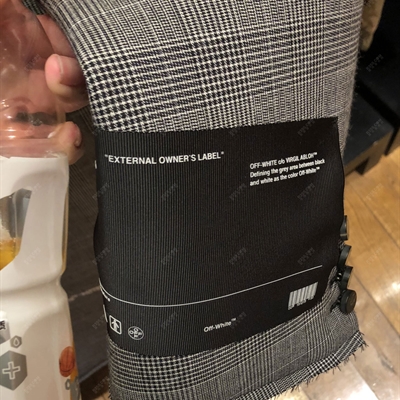 "EXTERNAL OWNER'S LABEL"
OFF-WHITE c/o VIRGIL ABLOH™
Defining the grey area between black
and white as the color Off-White™
Off-White™